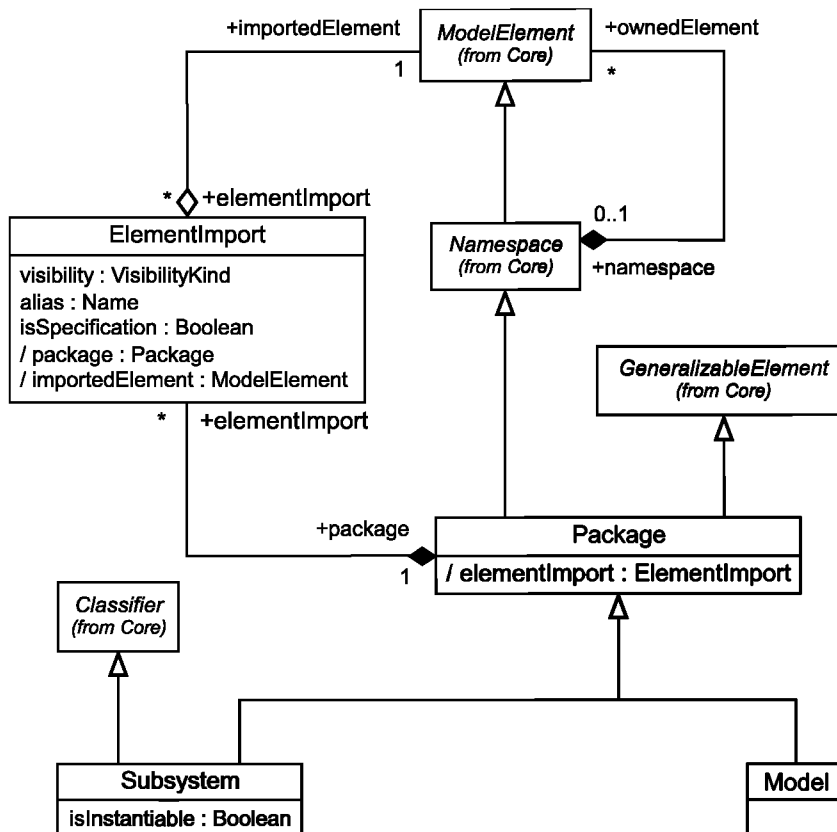 +importedElement
ModelElement
(from Core)
+ownedElement
1
*
* +elementImport
ElementImport
visibility : VisibilityKind
alias : Name
isSpecification : Boolean
/ package : Package
/ importedElement : ModelElement
* +elementImport
0..1
Namespace
(from Core)
+namespace
GeneralizableElement
(from Core)
+package
1
Package
/ elementImport : ElementImport
Classifier
(from Core)
Subsystem
isInstantiable : Boolean
Model